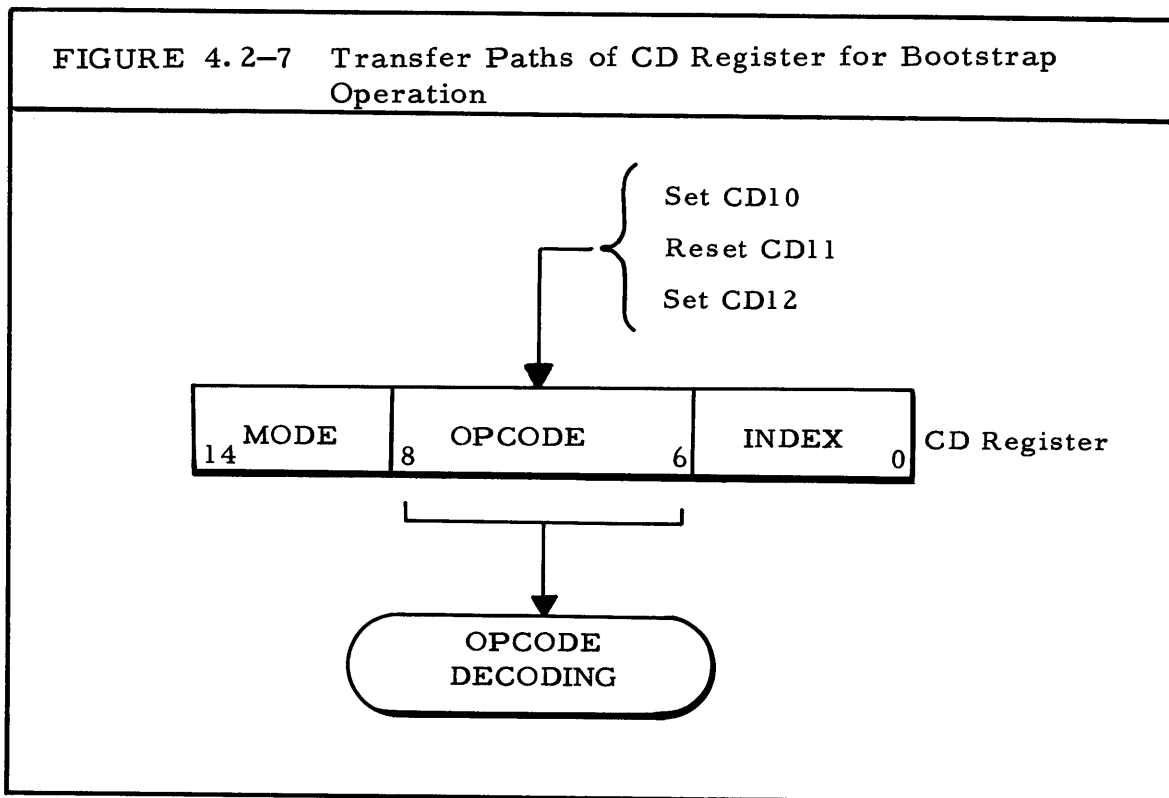 FIGURE 4.2-7 Transfer Paths of CD Register for Bootstrap
Operation
Set CD10
Reset CD11
Set CD12
MODE OPCODE INDEX CD Register
14 8 6 0
OPCODE
DECODING